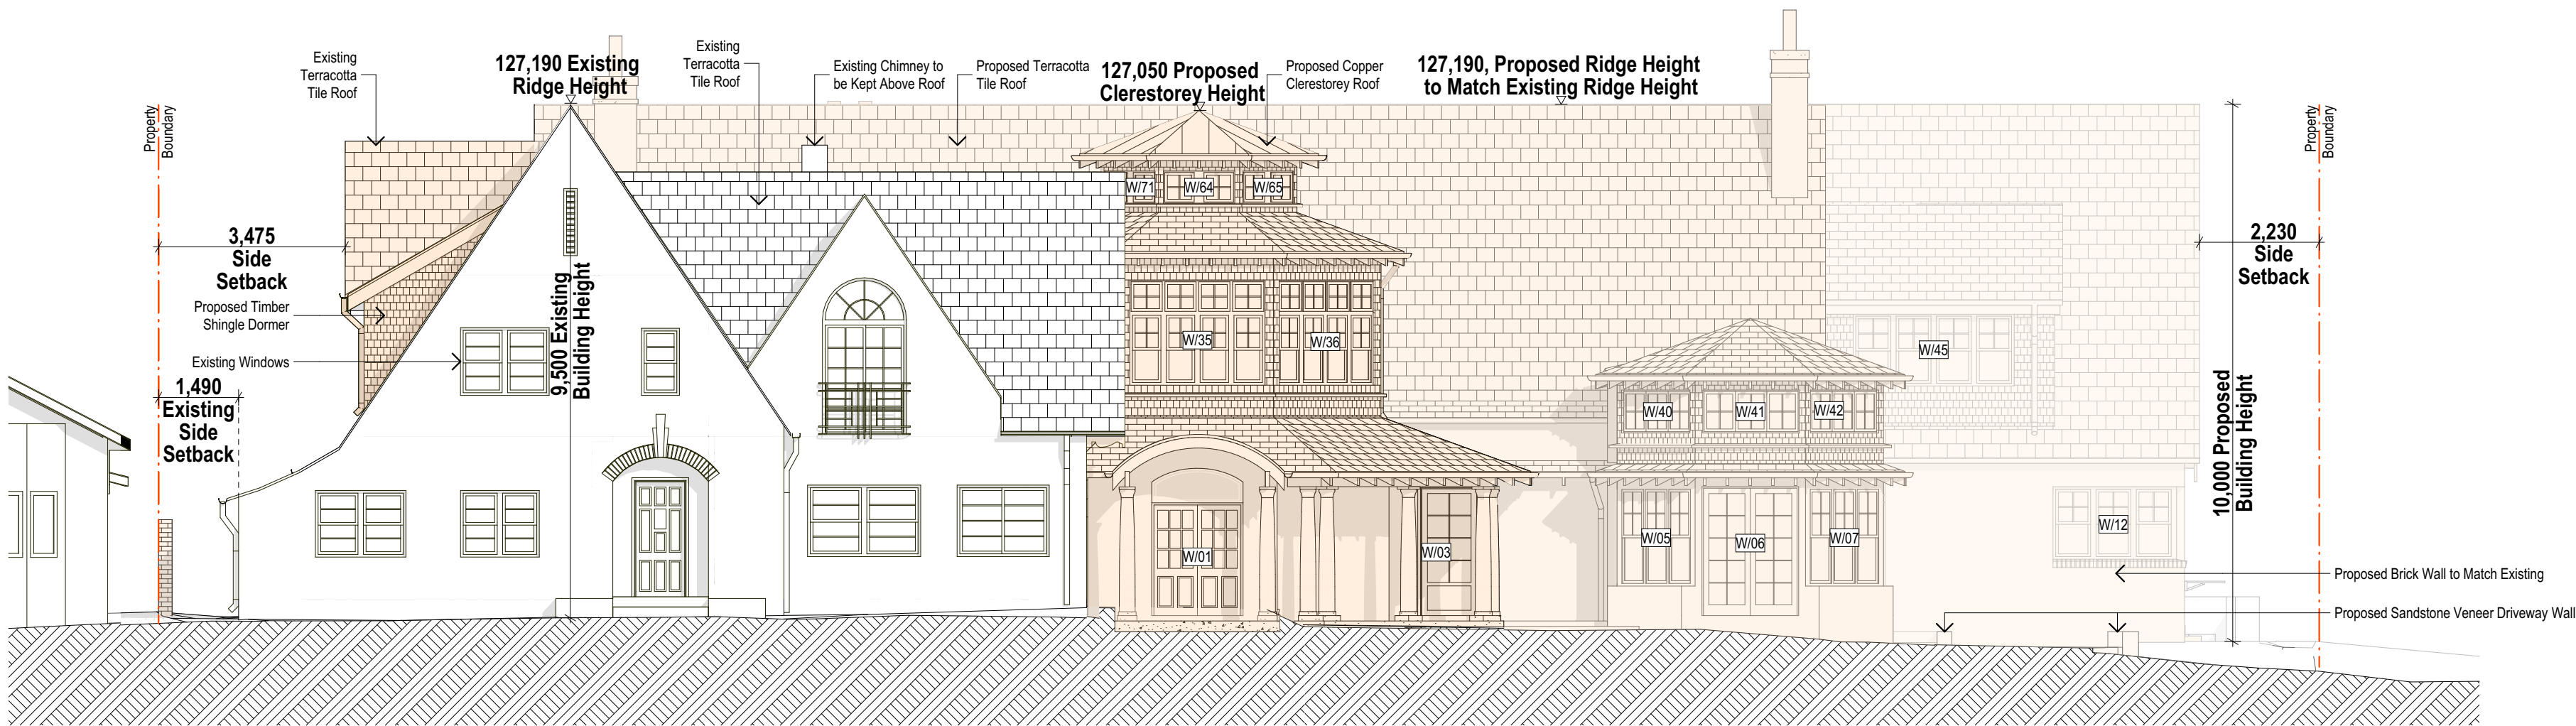 Existing
Terracotta
Tile Roof
127,190 Existing
Ridge Height
Existing
Terracotta
Tile Roof
Existing Chimney to
be Kept Above Roof
Proposed Terracotta
Tile Roof
127,050 Proposed
Clerestorey Height
Proposed Copper
Clerestorey Roof
127,190, Proposed Ridge Height
to Match Existing Ridge Height
Property
Boundary
Property
Boundary
W/71
W/64
W/65
3,475
Side
Setback
2,230
Side
Setback
Proposed Timber
Shingle Dormer
Existing Windows
9,500 Existing
Building Height
W/35
W/36
W/45
1,490
Existing
Side
Setback
W/40
W/41
W/42
10,000 Proposed
Building Height
W/01
W/03
W/05
W/06
W/07
W/12
Proposed Brick Wall to Match Existing
Proposed Sandstone Veneer Driveway Wall